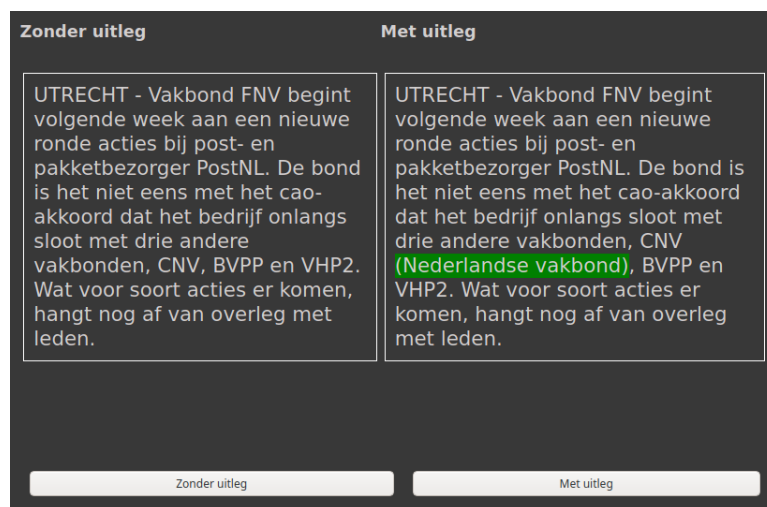 Zonder uitleg
UTRECHT - Vakbond FNV begint
volgende week aan een nieuwe
ronde acties bij post- en
pakketbezorger PostNL. De bond
is het niet eens met het cao-
akkoord dat het bedrijf onlangs
sloot met drie andere
vakbonden, CNV, BVPP en VHP2.
Wat voor soort acties er komen,
hangt nog af van overleg met
leden.
Zonder uitleg
Met uitleg
UTRECHT - Vakbond FNV begint
volgende week aan een nieuwe
ronde acties bij post- en
pakketbezorger PostNL. De bond is
het niet eens met het cao-akkoord
dat het bedrijf onlangs sloot met
drie andere vakbonden, CNV
(Nederlandse vakbond), BVPP en
VHP2. Wat voor soort acties er
komen, hangt nog af van overleg
met leden.
Met uitleg